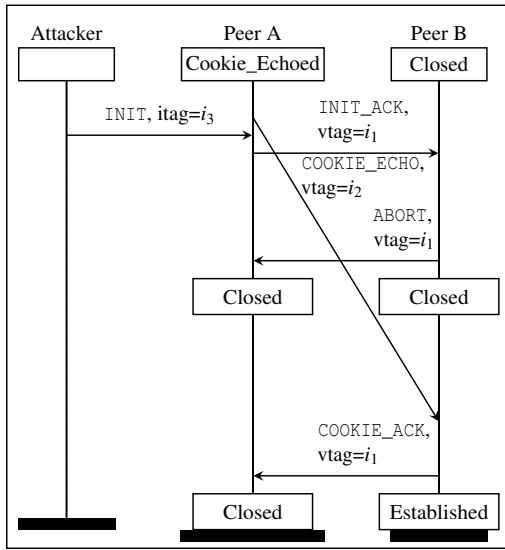 Attacker Peer A Peer B
Cookie_Echoed Closed
INIT, itag=i3
INIT_ACK,
vtag=i1
COOKIE_ECHO,
vtag=i2
ABORT,
vtag=i1
Closed Closed
COOKIE_ACK,
vtag=i1
Closed Established